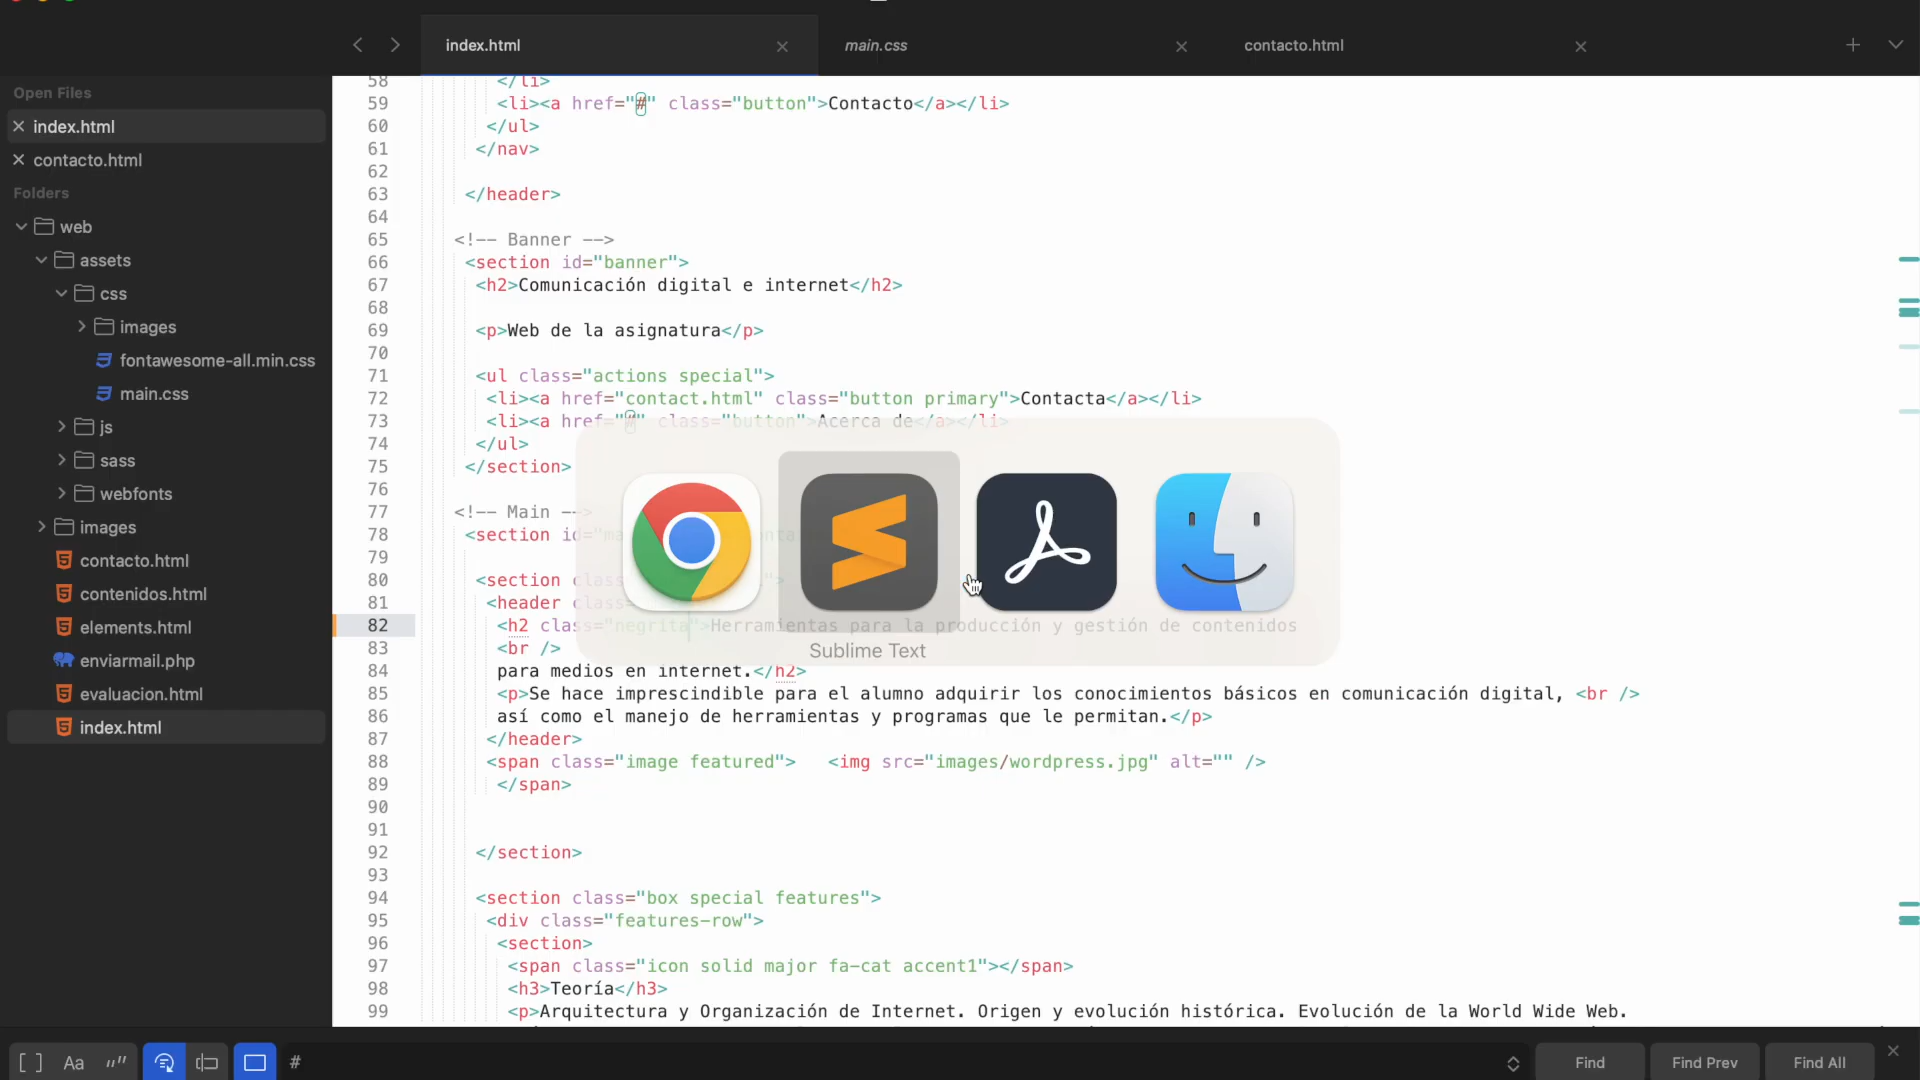 index.html
main.css
contacto.html
Open Files
index.html
contacto.html
Folders
web
assets
css
images
fontawesome-all.min.css
main.css
js
sass
webfonts
images
contacto.html
contenidos.html
elements.html
enviarmail.php
evaluacion.html
index.html
58 </li>
59 <li><a href="#" class="button">Contacto</a></li>
60 </ul>
61 </nav>
62
63 </header>
64
65 <!-- Banner -->
66 <section id="banner">
67 <h2>Comunicación digital e internet</h2>
68
69 <p>Web de la asignatura</p>
70
71 <ul class="actions special">
72 <li><a href="contact.html" class="button primary">Contacta</a></li>
73 <li><a href="#" class="button">Acerca de</a></li>
74 </ul>
75 </section>
76
77 <!-- Main -->
78 <section id="ma
79
80 <section clas
81 <header class=
82 <h2 class="negrita">Herramientas para la producción y gestión de contenidos
83 <br />
84 para medios en internet.</h2>
85 <p>Se hace imprescindible para el alumno adquirir los conocimientos básicos en comunicación digital, <br />
86 así como el manejo de herramientas y programas que le permitan.</p>
87 </header>
88 <span class="image featured"> <img src="images/wordpress.jpg" alt="" />
89 </span>
90
91
92 </section>
93
94 <section class="box special features">
95 <div class="features-row">
96 <section>
97 <span class="icon solid major fa-cat accent1"></span>
98 <h3>Teoría</h3>
99 <p>Arquitectura y Organización de Internet. Origen y evolución histórica. Evolución de la World Wide Web.
Sublime Text
[ ] Aa “” #
Find
Find Prev
Find All